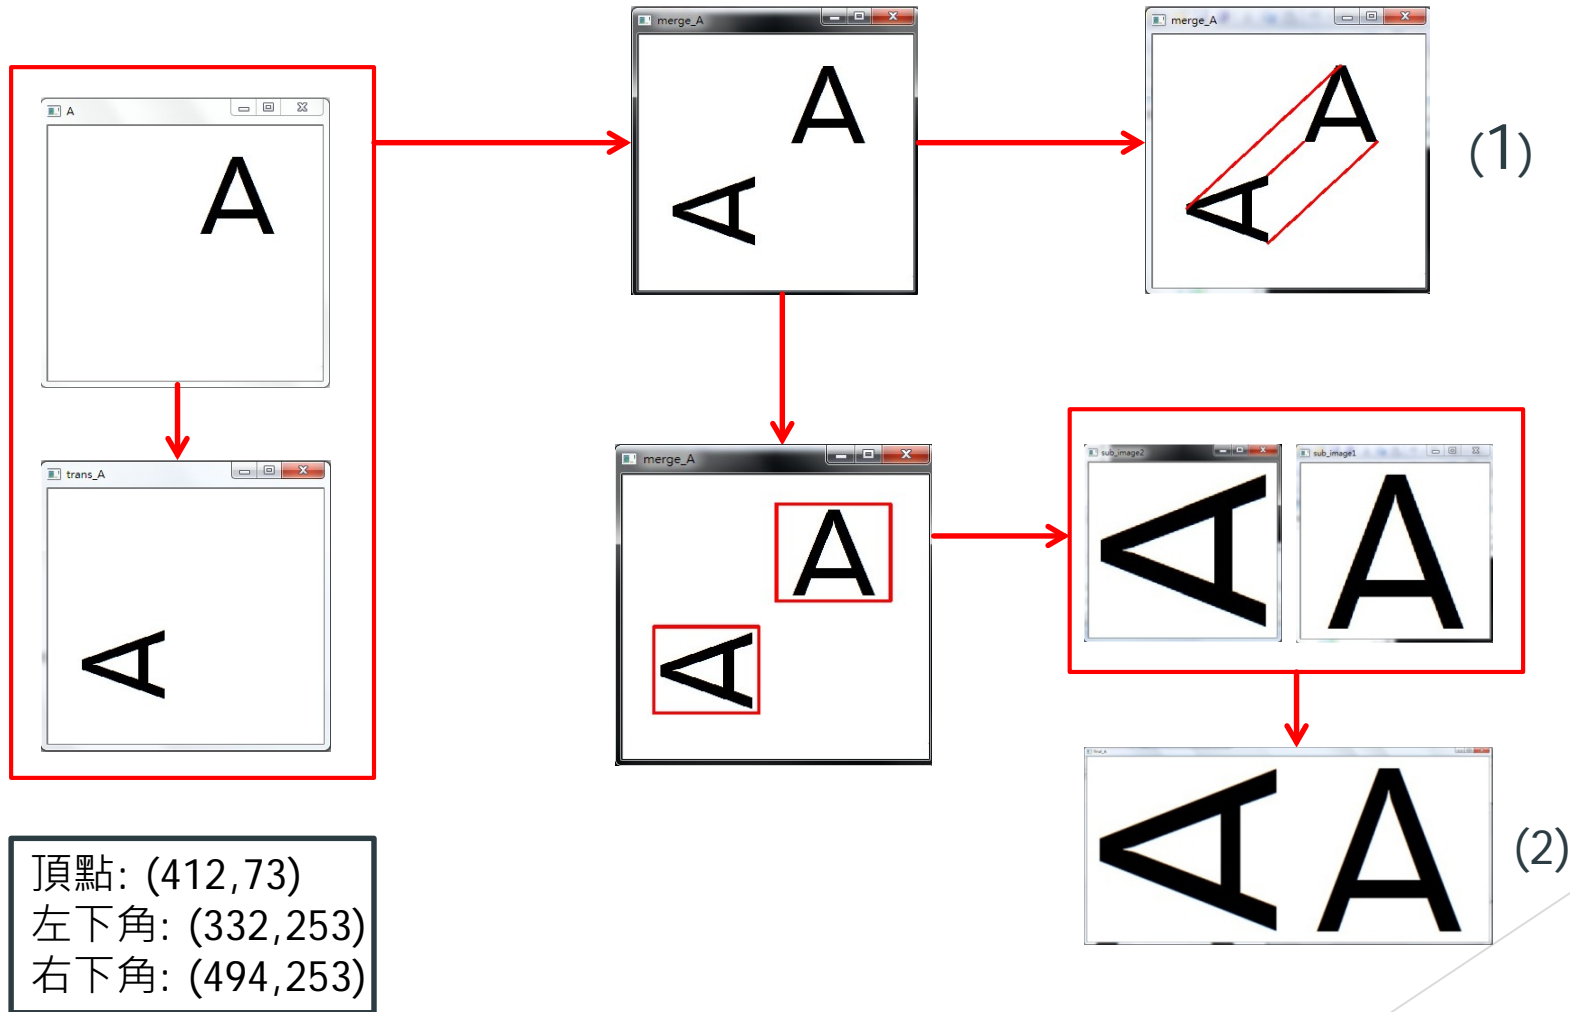 A
A
trans_A
A
merge_A
A
A
merge_A
A
A
(1)
merge_A
A
A
sub_image2
A
sub_image1
A
A
A
(2)
頂點: (412,73)
左下角: (332,253)
右下角: (494,253)